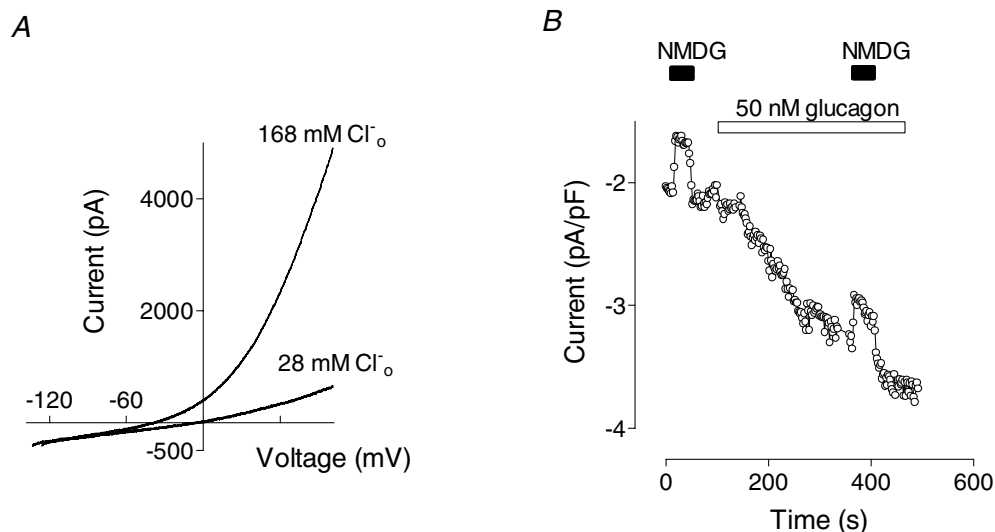 A
168 mM Cl⁻ₒ
4000
Current (pA)
2000
28 mM Cl⁻ₒ
-120
-60
-500
Voltage (mV)
B
NMDG
NMDG
50 nM glucagon
-2
Current (pA/pF)
-3
-4
0
200
400
600
Time (s)